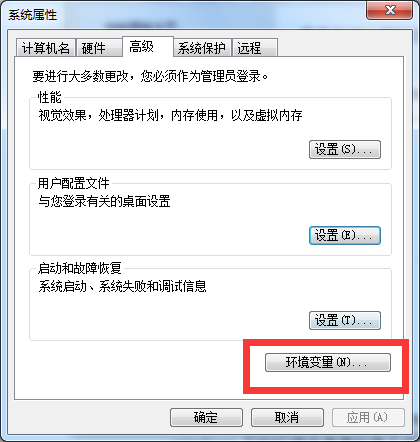 系统属性
计算机名 硬件 高级 系统保护 远程
要进行大多数更改，您必须作为管理员登录。
性能
视觉效果，处理器计划，内存使用，以及虚拟内存
设置(S)...
用户配置文件
与您登录有关的桌面设置
设置(E)...
启动和故障恢复
系统启动、系统失败和调试信息
设置(T)...
环境变量(N)...
确定 取消 应用(A)